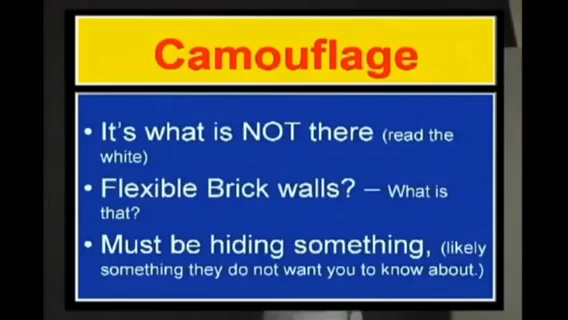 Camouflage
• It's what is NOT there (read the
white)
• Flexible Brick walls? – What is
that?
• Must be hiding something, (likely
something they do not want you to know about.)